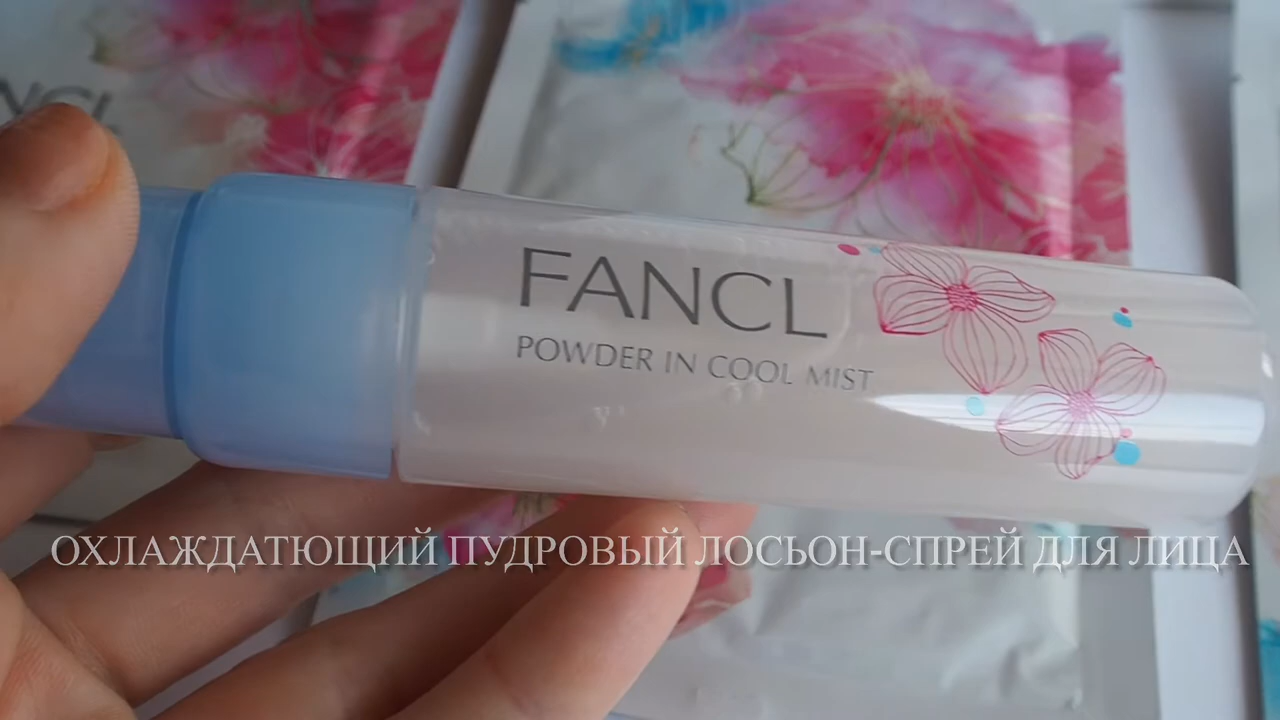 FANCL
POWDER IN COOL MIST
ОХЛАЖДАТЮЩИЙ ПУДРОВЫЙ ЛОСЬОН-СПРЕЙ ДЛЯ ЛИЦА